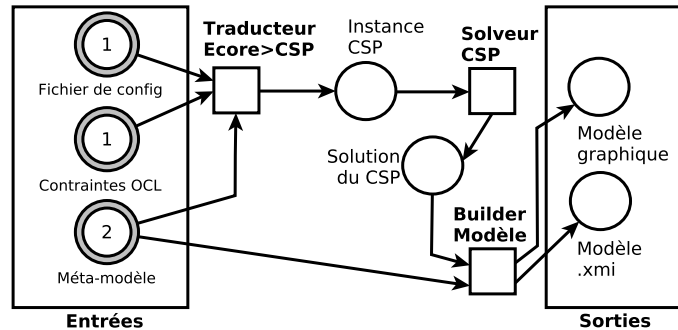 1
Fichier de config
1
Contraintes OCL
2
Méta-modèle
Entrées
Traducteur
Ecore>CSP
Instance
CSP
Solveur
CSP
Solution
du CSP
Builder
Modèle
Modèle
graphique
Modèle
.xmi
Sorties